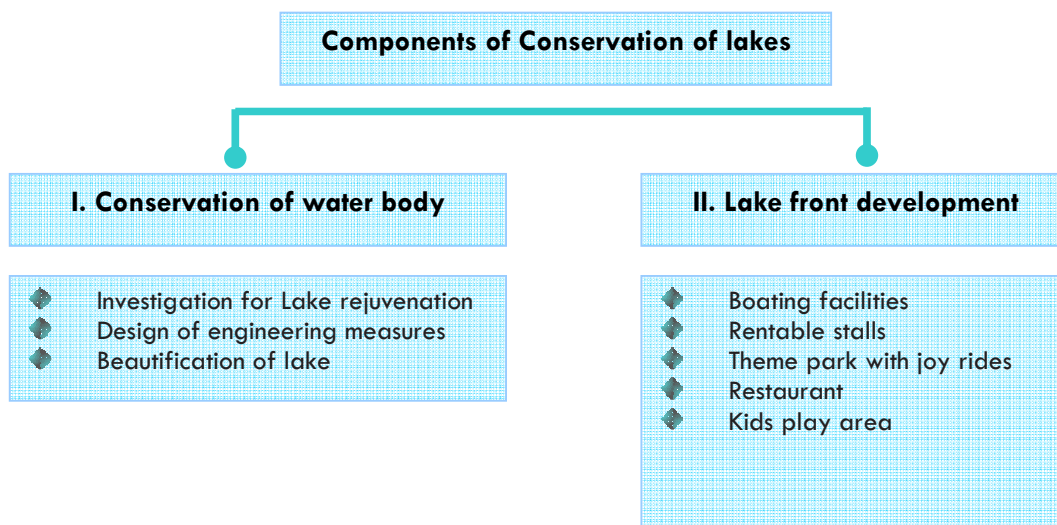 Components of Conservation of lakes
I. Conservation of water body
Investigation for Lake rejuvenation
Design of engineering measures
Beautification of lake
II. Lake front development
Boating facilities
Rentable stalls
Theme park with joy rides
Restaurant
Kids play area